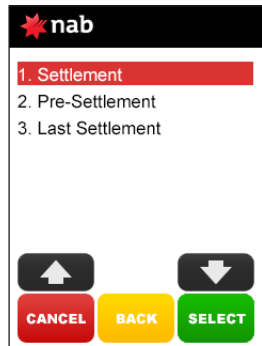 nab
1. Settlement
2. Pre-Settlement
3. Last Settlement
CANCEL BACK SELECT